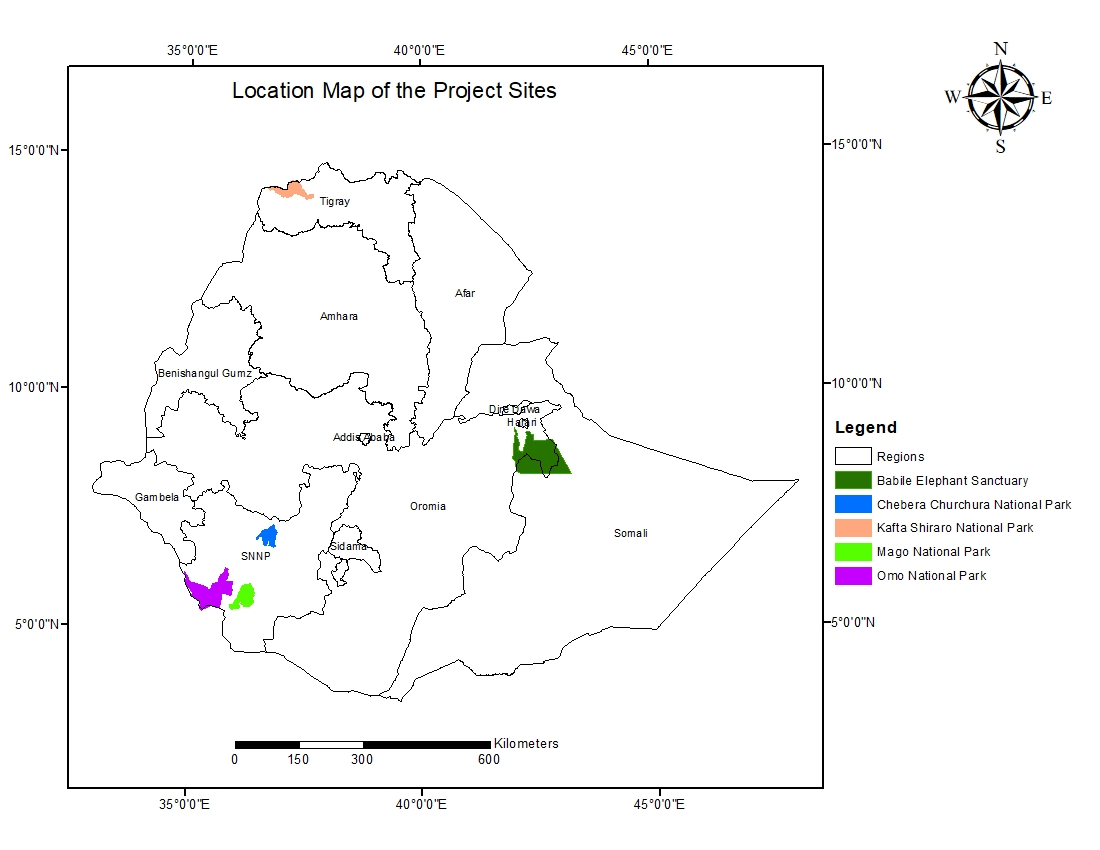 35°0'0"E 40°0'0"E 45°0'0"E
N
W E
S
Location Map of the Project Sites
15°0'0"N 15°0'0"N
Tigray
Afar
Amhara
Benishangul Gumz
10°0'0"N 10°0'0"N
Dire Dawa
Harari
Addis Ababa
Gambela
Oromia
Somali
Sidama
SNNP
5°0'0"N 5°0'0"N
Legend
Regions
Babile Elephant Sanctuary
Chebera Churchura National Park
Kafta Shiraro National Park
Mago National Park
Omo National Park
Kilometers
0 150 300 600
35°0'0"E 40°0'0"E 45°0'0"E